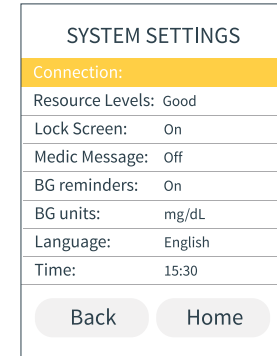 SYSTEM SETTINGS
Connection:
Resource Levels: Good
Lock Screen: On
Medic Message: Off
BG reminders: On
BG units: mg/dL
Language: English
Time: 15:30
Back Home